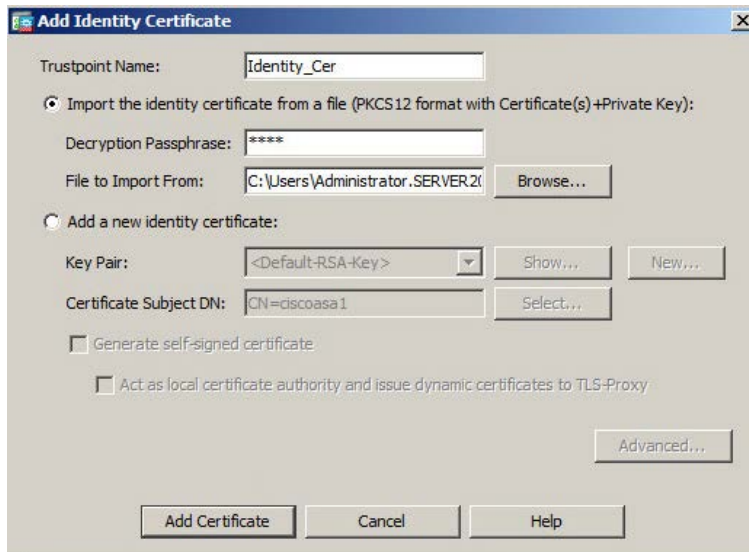 Add Identity Certificate
Trustpoint Name: Identity_Cer
Import the identity certificate from a file (PKCS12 format with Certificate(s)+Private Key):
Decryption Passphrase: ****
File to Import From: C:\Users\Administrator.SERVER20 Browse...
Add a new identity certificate:
Key Pair: <Default-RSA-Key> Show... New...
Certificate Subject DN: CN=ciscoasa1 Select...
Generate self-signed certificate
Act as local certificate authority and issue dynamic certificates to TLS-Proxy
Advanced...
Add Certificate Cancel Help